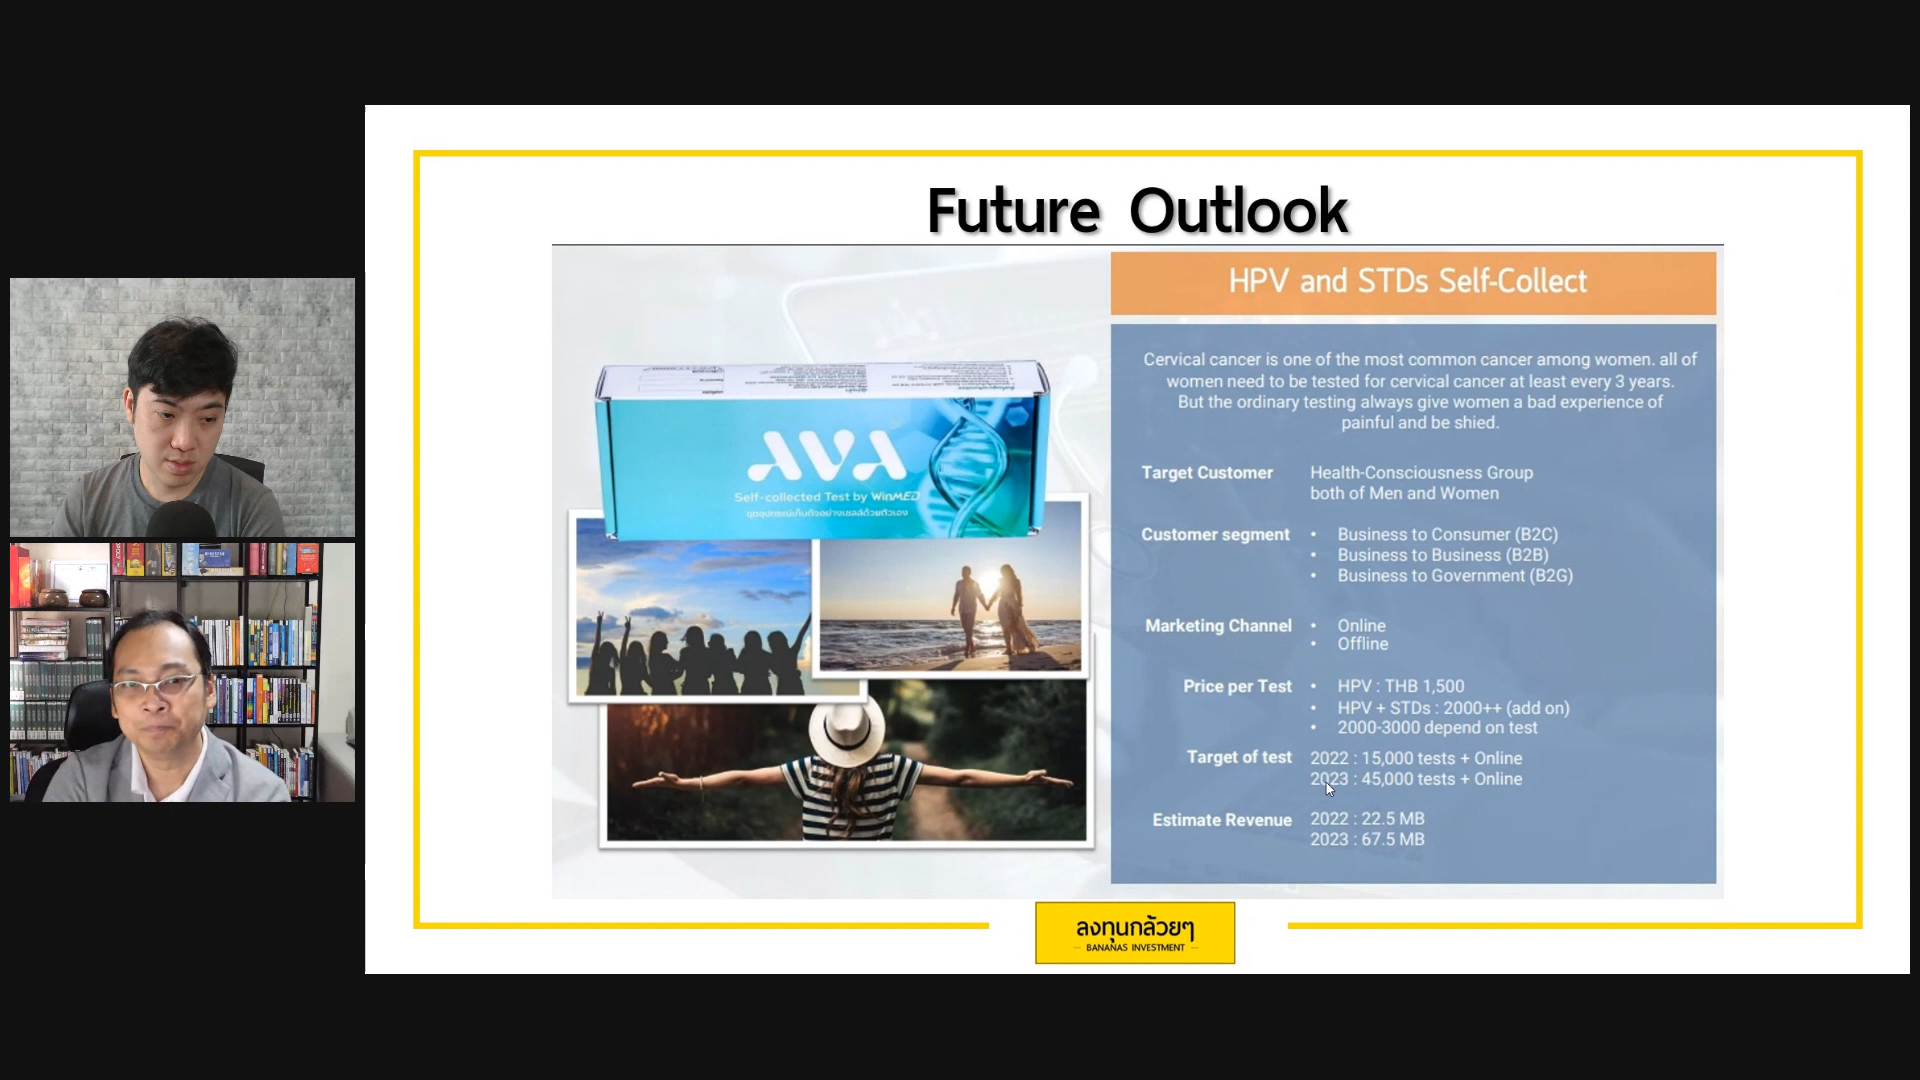 Future Outlook
HPV and STDs Self-Collect
Cervical cancer is one of the most common cancer among women. all of
women need to be tested for cervical cancer at least every 3 years.
But the ordinary testing always give women a bad experience of
painful and be shied.
Target Customer Health-Consciousness Group
both of Men and Women
Customer segment • Business to Consumer (B2C)
• Business to Business (B2B)
• Business to Government (B2G)
Marketing Channel • Online
• Offline
Price per Test • HPV : THB 1,500
• HPV + STDs : 2000++ (add on)
• 2000-3000 depend on test
Target of test 2022 : 15,000 tests + Online
2023 : 45,000 tests + Online
Estimate Revenue 2022 : 22.5 MB
2023 : 67.5 MB
AVA
Self-collected Test by WinMED
ชุดอุปกรณ์เก็บตัวอย่างเซลล์ด้วยตัวเอง
ลงทุนกล้วยๆ
BANANAS INVESTMENT